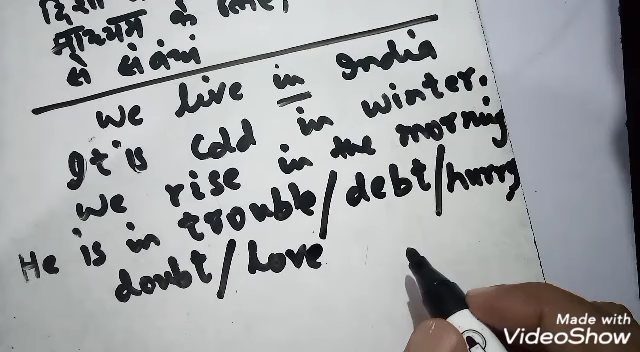 माध्यम के लिए,
We live in India
It is cold in winter.
We rise in the morning
He is in trouble/debt/hurry
doubt/Love
Made with
VideoShow